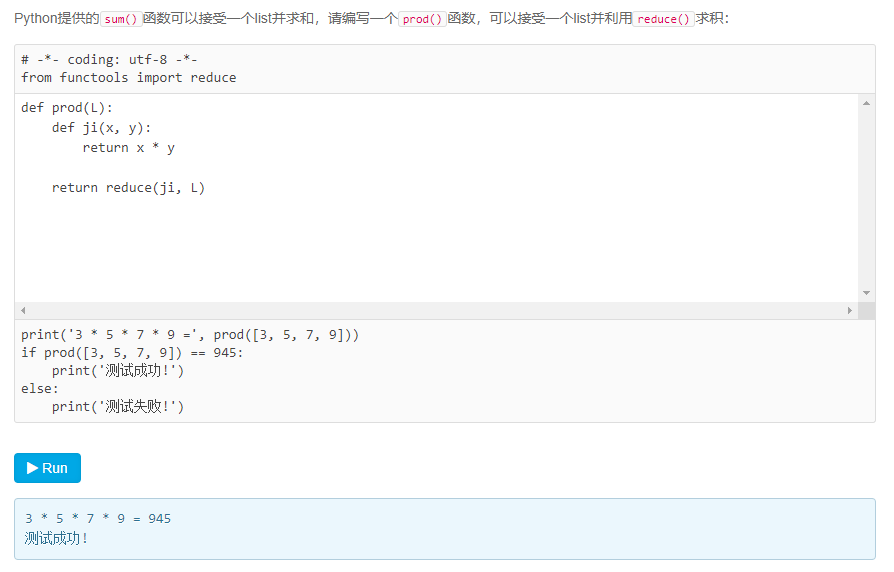 Python提供的sum()函数可以接受一个list并求和，请编写一个prod()函数，可以接受一个list并利用reduce()求积：
# -*- coding: utf-8 -*-
from functools import reduce
def prod(L):
    def ji(x, y):
        return x * y
    return reduce(ji, L)
print('3 * 5 * 7 * 9 =', prod([3, 5, 7, 9]))
if prod([3, 5, 7, 9]) == 945:
    print('测试成功!')
else:
    print('测试失败!')
Run
3 * 5 * 7 * 9 = 945
测试成功!